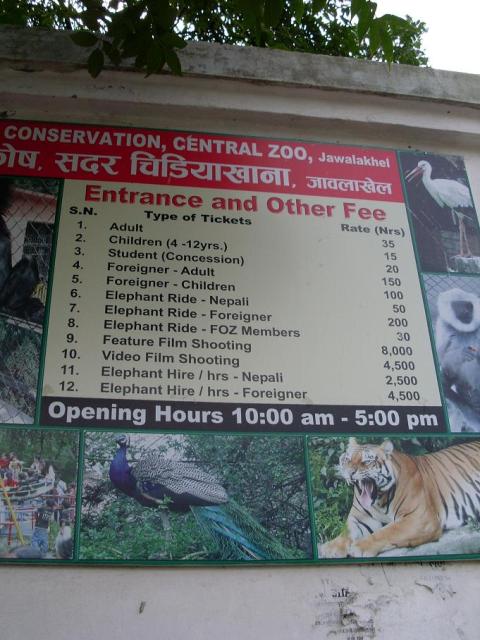 CONSERVATION, CENTRAL ZOO, Jawalakhel
सदर चिडियाखाना, जावलाखेल
Entrance and Other Fee
S.N. Type of Tickets Rate (Nrs)
1. Adult 35
2. Children (4 -12yrs.) 15
3. Student (Concession) 20
4. Foreigner - Adult 150
5. Foreigner - Children 100
6. Elephant Ride - Nepali 50
7. Elephant Ride - Foreigner 200
8. Elephant Ride - FOZ Members 30
9. Feature Film Shooting 8,000
10. Video Film Shooting 4,500
11. Elephant Hire / hrs - Nepali 2,500
12. Elephant Hire / hrs - Foreigner 4,500
Opening Hours 10:00 am - 5:00 pm